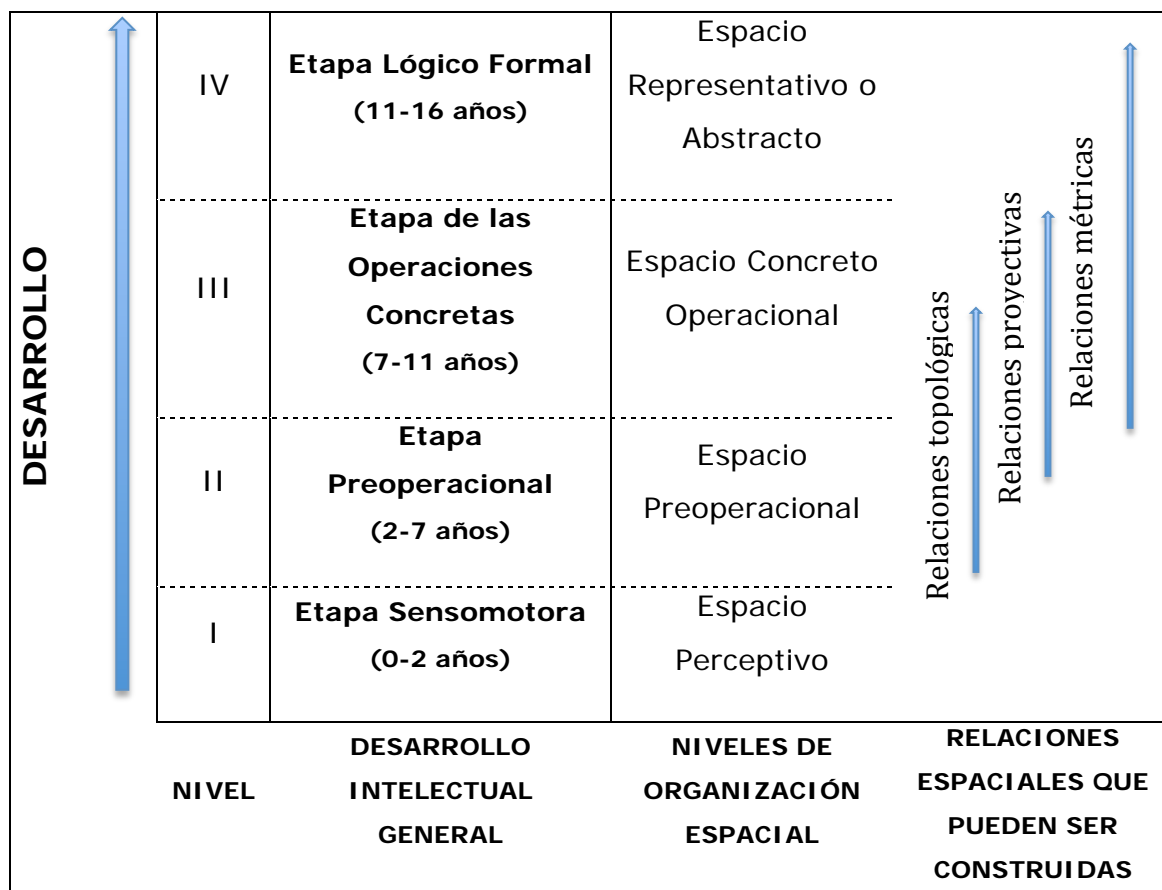 DESARROLLO
IV
Etapa Lógico Formal
(11-16 años)
Espacio
Representativo o
Abstracto
III
Etapa de las
Operaciones
Concretas
(7-11 años)
Espacio Concreto
Operacional
II
Etapa
Preoperacional
(2-7 años)
Espacio
Preoperacional
I
Etapa Sensomotora
(0-2 años)
Espacio
Perceptivo
Relaciones topológicas
Relaciones proyectivas
Relaciones métricas
NIVEL
DESARROLLO
INTELECTUAL
GENERAL
NIVELES DE
ORGANIZACIÓN
ESPACIAL
RELACIONES
ESPACIALES QUE
PUEDEN SER
CONSTRUIDAS